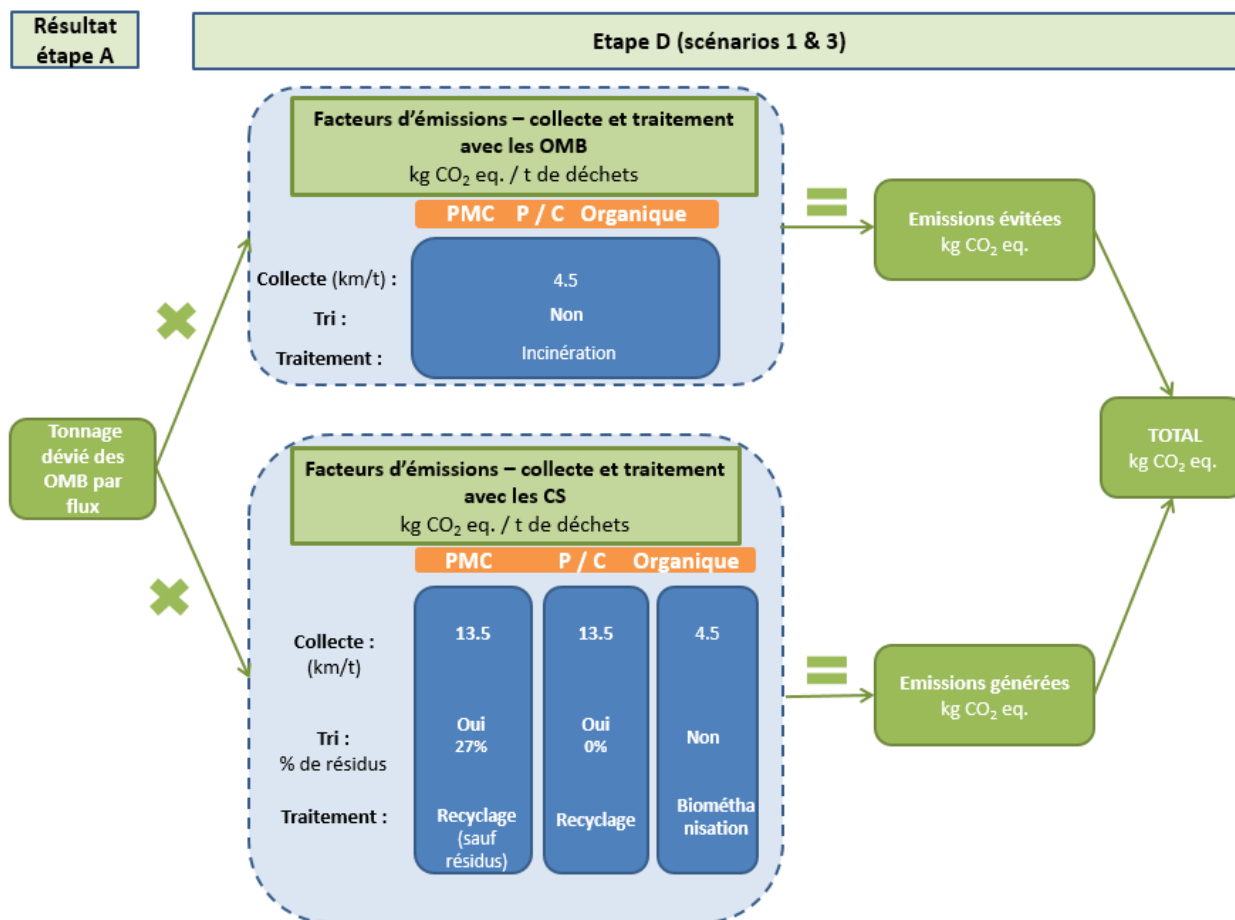 Résultat
étape A
Etape D (scénarios 1 & 3)
Facteurs d'émissions – collecte et traitement
avec les OMB
kg CO₂ eq. / t de déchets
PMC P / C Organique
Collecte (km/t) : 4.5
Tri : Non
Traitement : Incinération
Emissions évitées
kg CO₂ eq.
Tonnage
dévié des
OMB par
flux
TOTAL
kg CO₂ eq.
Facteurs d'émissions – collecte et traitement
avec les CS
kg CO₂ eq. / t de déchets
PMC P / C Organique
Collecte : 13.5 13.5 4.5
(km/t)
Tri : Oui Oui Non
% de résidus 27% 0%
Traitement : Recyclage Recyclage Biométha
(sauf nisation
résidus)
Emissions générées
kg CO₂ eq.